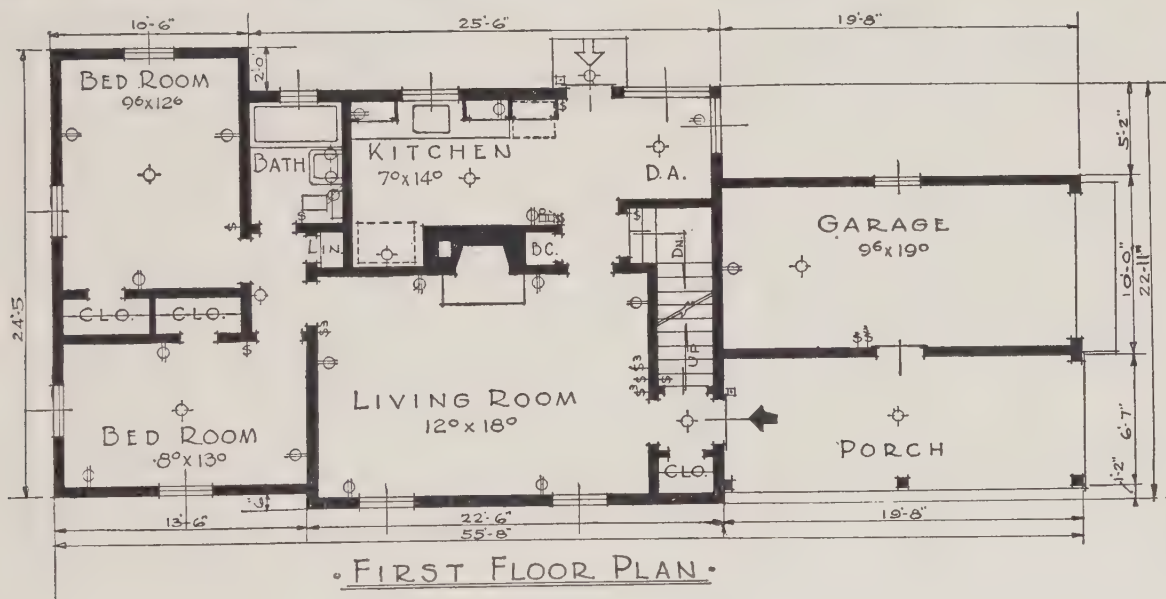 10'-6"
25'-6"
19'-8"
2'-0"
BED ROOM
9⁶x12⁶
BATH
KITCHEN
7⁰x14⁰
D.A.
5'-2"
GARAGE
9⁶x19⁰
10'-0"
22'-11"
LIN.
B.C.
DN.
24'-5
CLO.
CLO.
UP
LIVING ROOM
12⁰x18⁰
BED ROOM
8⁰x13⁰
CLO.
PORCH
6'-7"
1'-2"
13'-6"
22'-6"
19'-8"
55'-8"
·FIRST FLOOR PLAN·